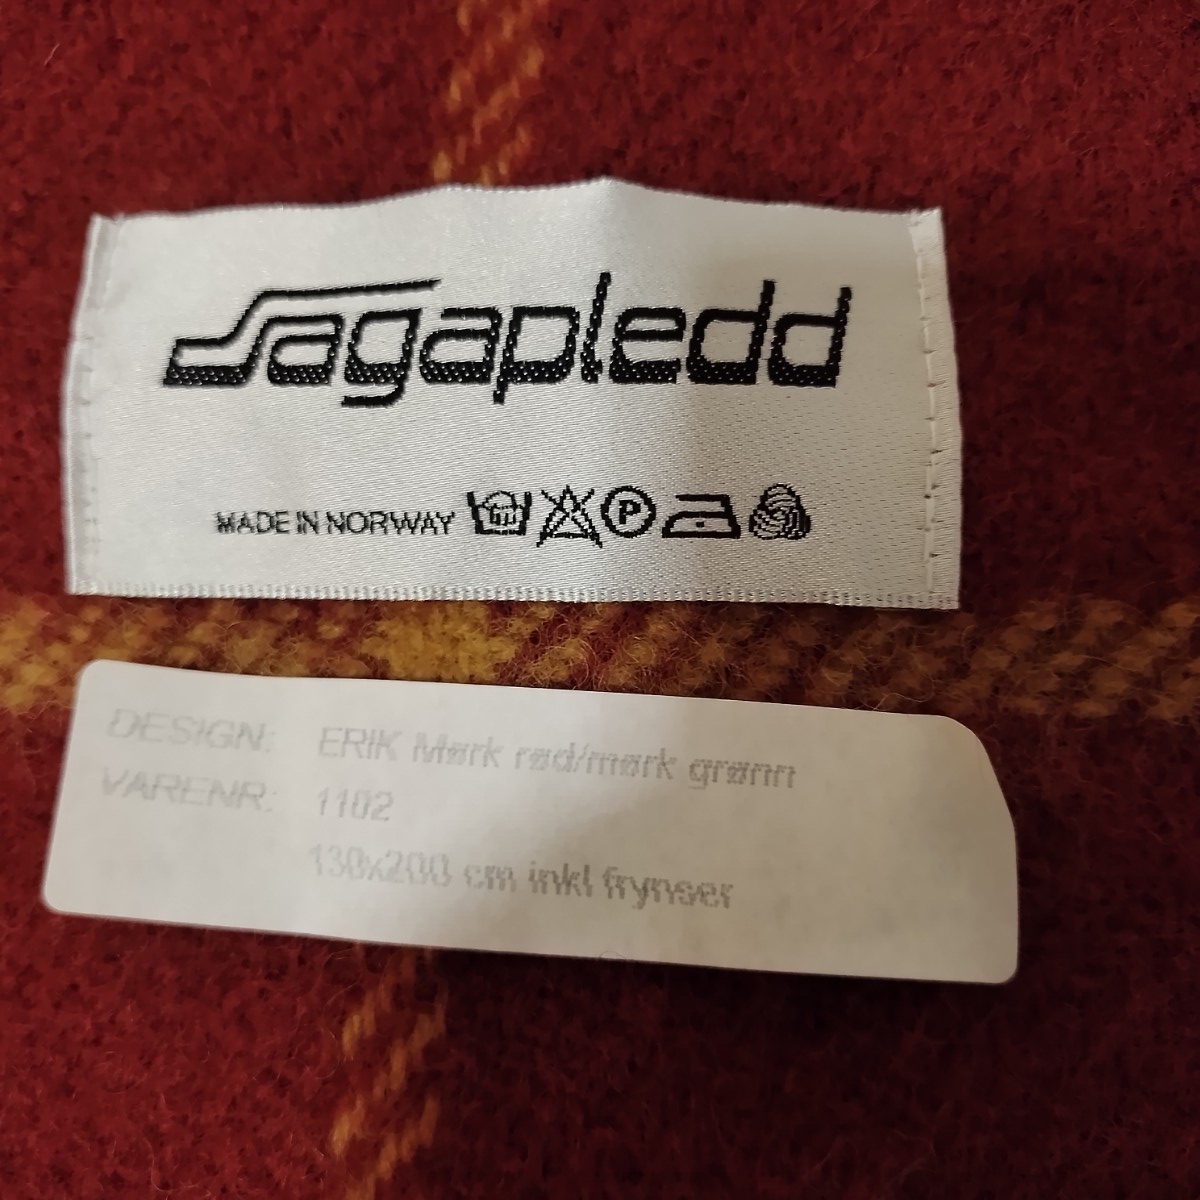 Sagapledd
MADE IN NORWAY P
DESIGN: ERIK Mørk rød/mørk grønn
VARENR: 1102
130x200 cm inkl frynser